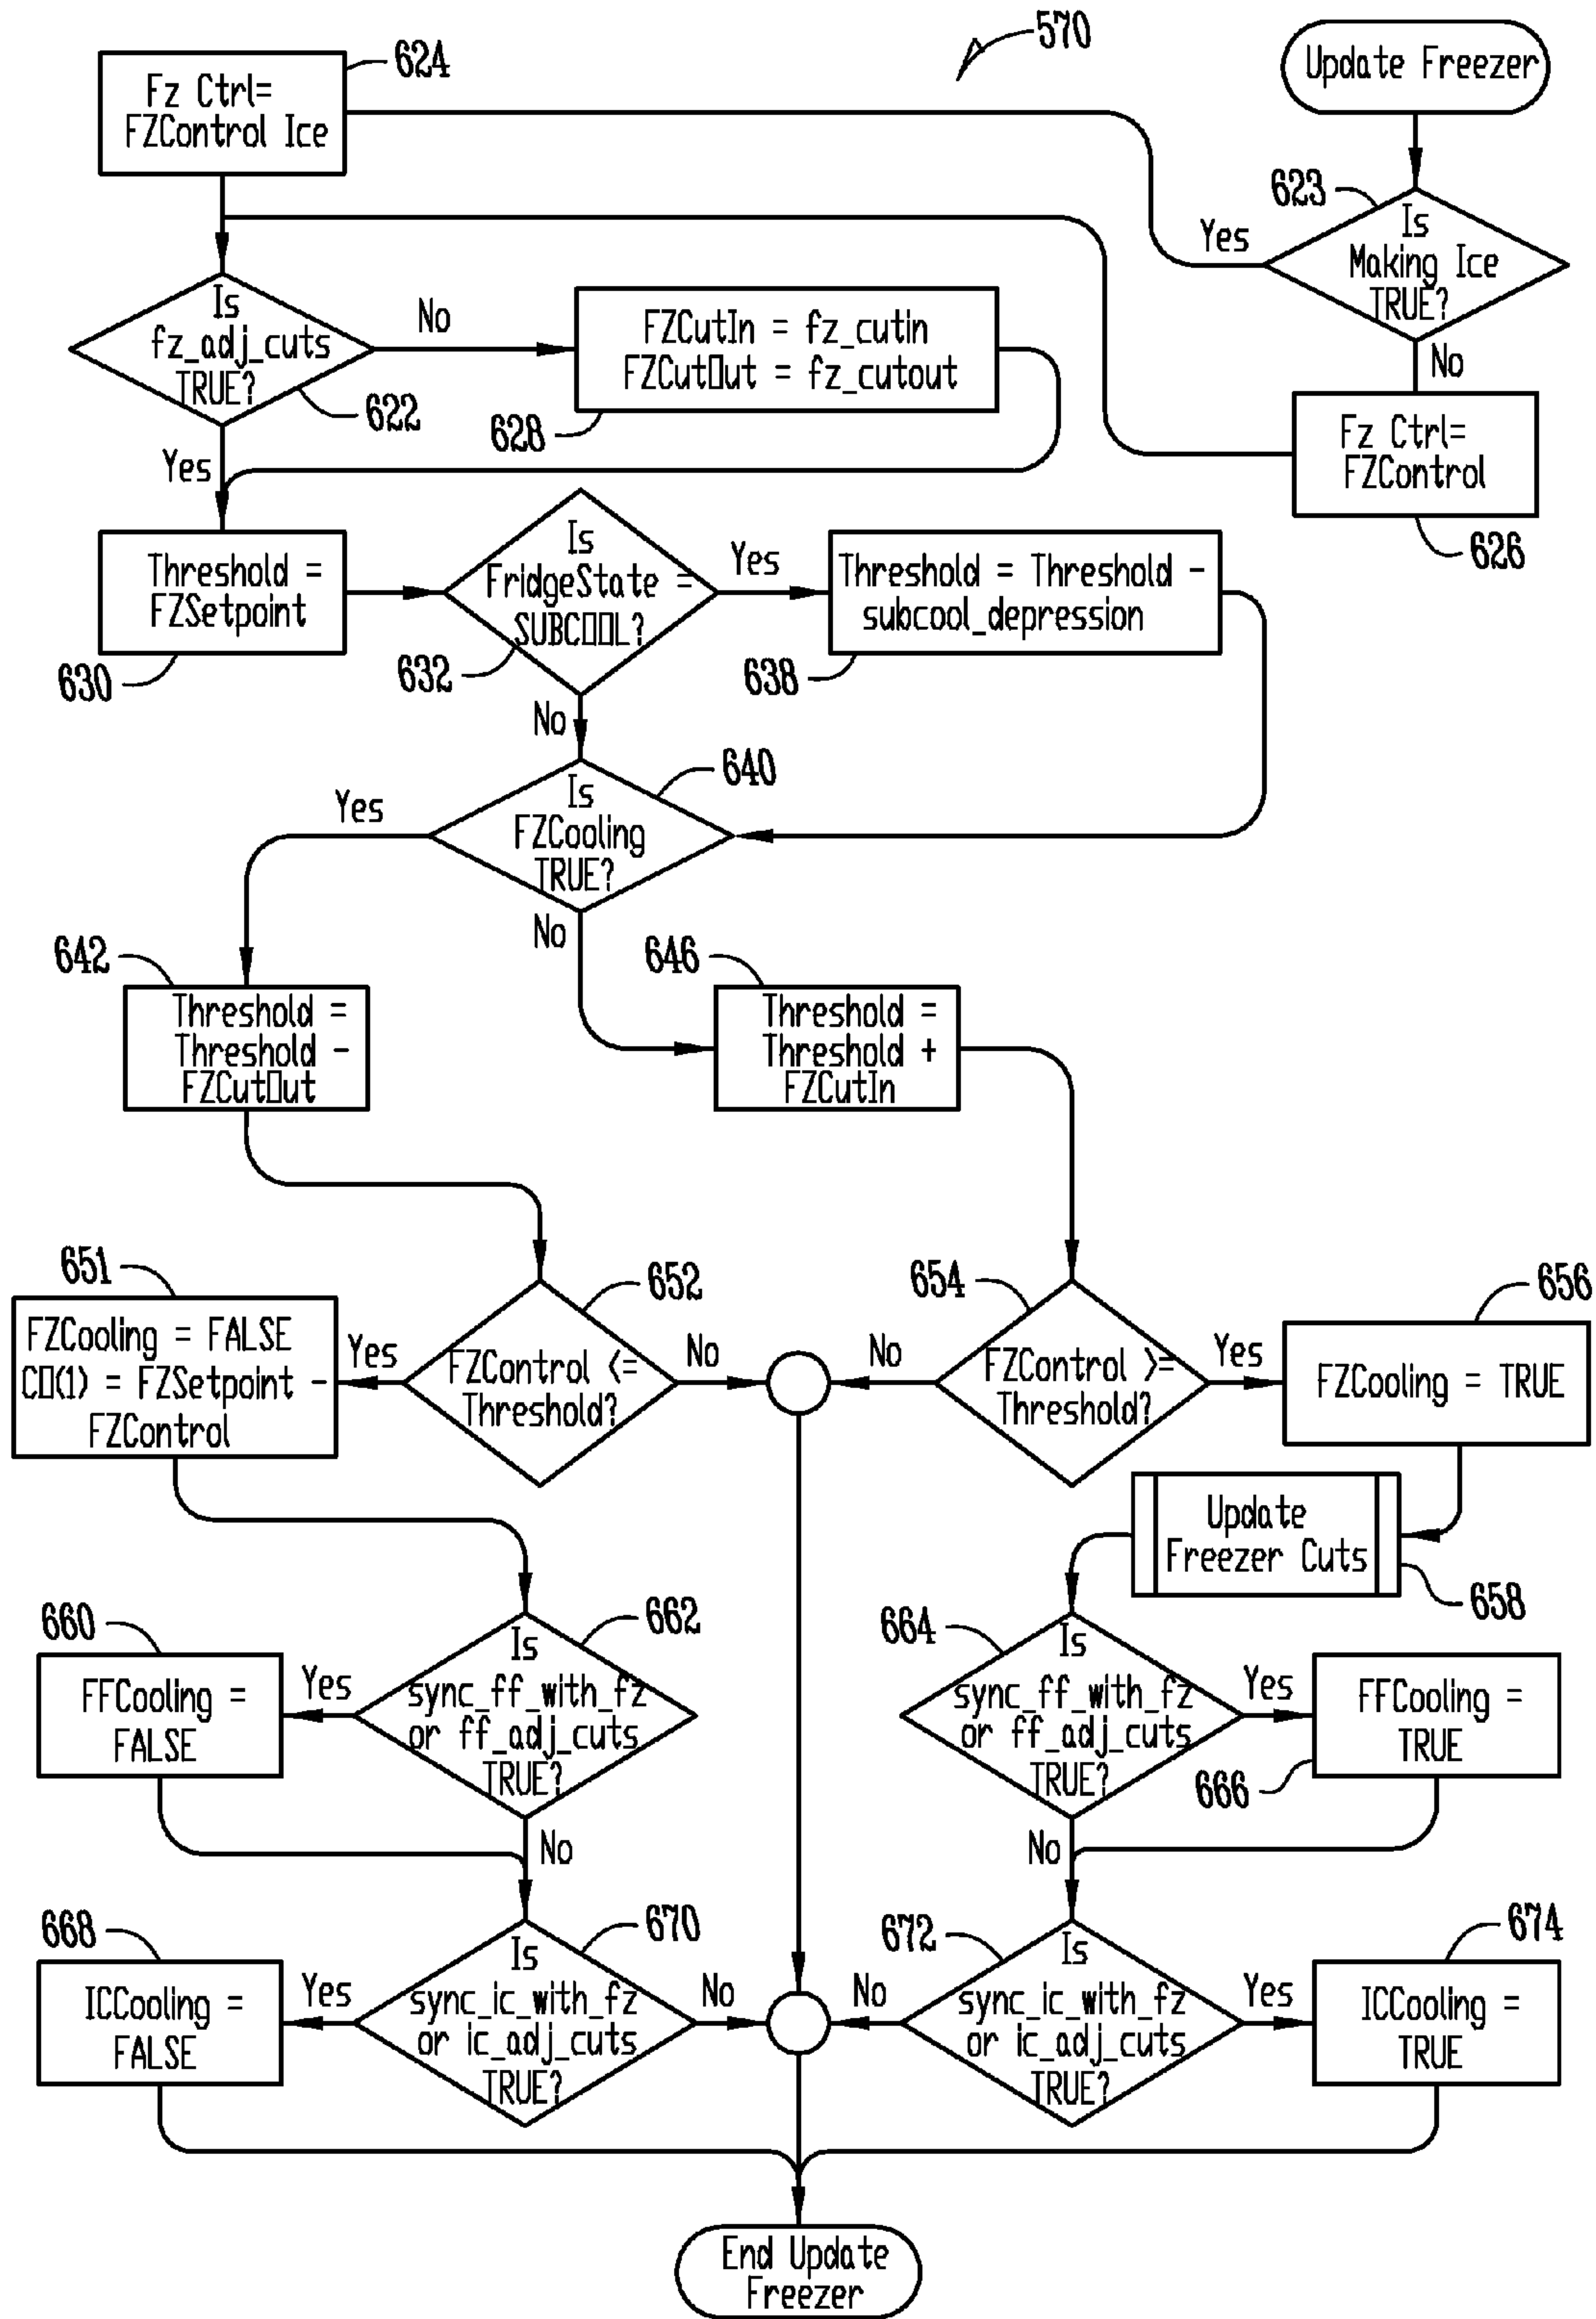 570
Update Freezer
624
Fz Ctrl=
FZControl Ice
623
Is
Making Ice
TRUE?
Yes
No
Fz Ctrl=
FZControl
626
Is
fz_adj_cuts
TRUE?
622
No
Yes
FZCutIn = fz_cutin
FZCutOut = fz_cutout
628
Threshold =
FZSetpoint
630
Is
FridgeState =
SUBCOOL?
632
Yes
No
Threshold = Threshold -
subcool_depression
638
Is
FZCooling
TRUE?
640
Yes
No
642
Threshold =
Threshold -
FZCutOut
646
Threshold =
Threshold +
FZCutIn
651
FZCooling = FALSE
CO(1) = FZSetpoint -
FZControl
Yes
652
FZControl <=
Threshold?
No
No
654
FZControl >=
Threshold?
Yes
656
FZCooling = TRUE
Update
Freezer Cuts
658
660
FFCooling =
FALSE
Yes
662
Is
sync_ff_with_fz
or ff_adj_cuts
TRUE?
No
664
Is
sync_ff_with_fz
or ff_adj_cuts
TRUE?
No
Yes
FFCooling =
TRUE
666
668
ICCooling =
FALSE
Yes
670
Is
sync_ic_with_fz
or ic_adj_cuts
TRUE?
No
No
672
Is
sync_ic_with_fz
or ic_adj_cuts
TRUE?
Yes
674
ICCooling =
TRUE
End Update
Freezer